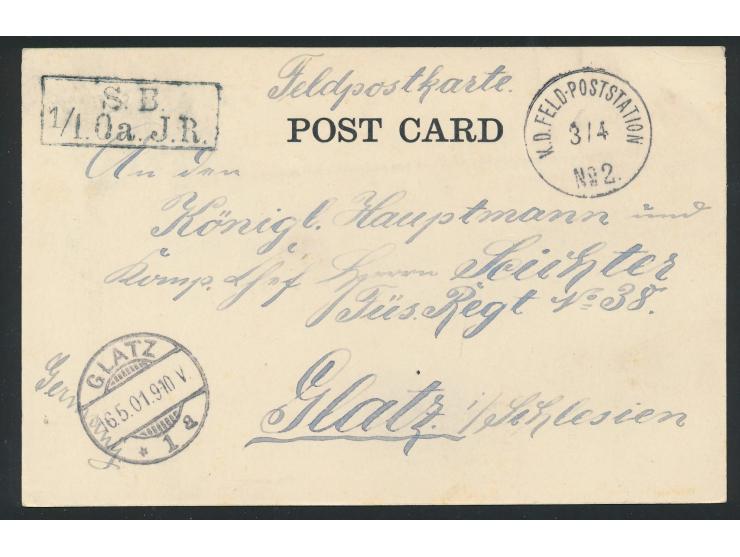 S. B.
1/1. Oa. J.R.
Feldpostkarte.
POST CARD
K.D. FELD-POSTSTATION
3/4
No 2.
An den
Königl. Hauptmann und
Komp. Chef Herrn Leichter
Füs. Regt No 38.
Glatz. i/Schlesien
Germany
GLATZ
16.5.01.9-10 V.
* 1 a